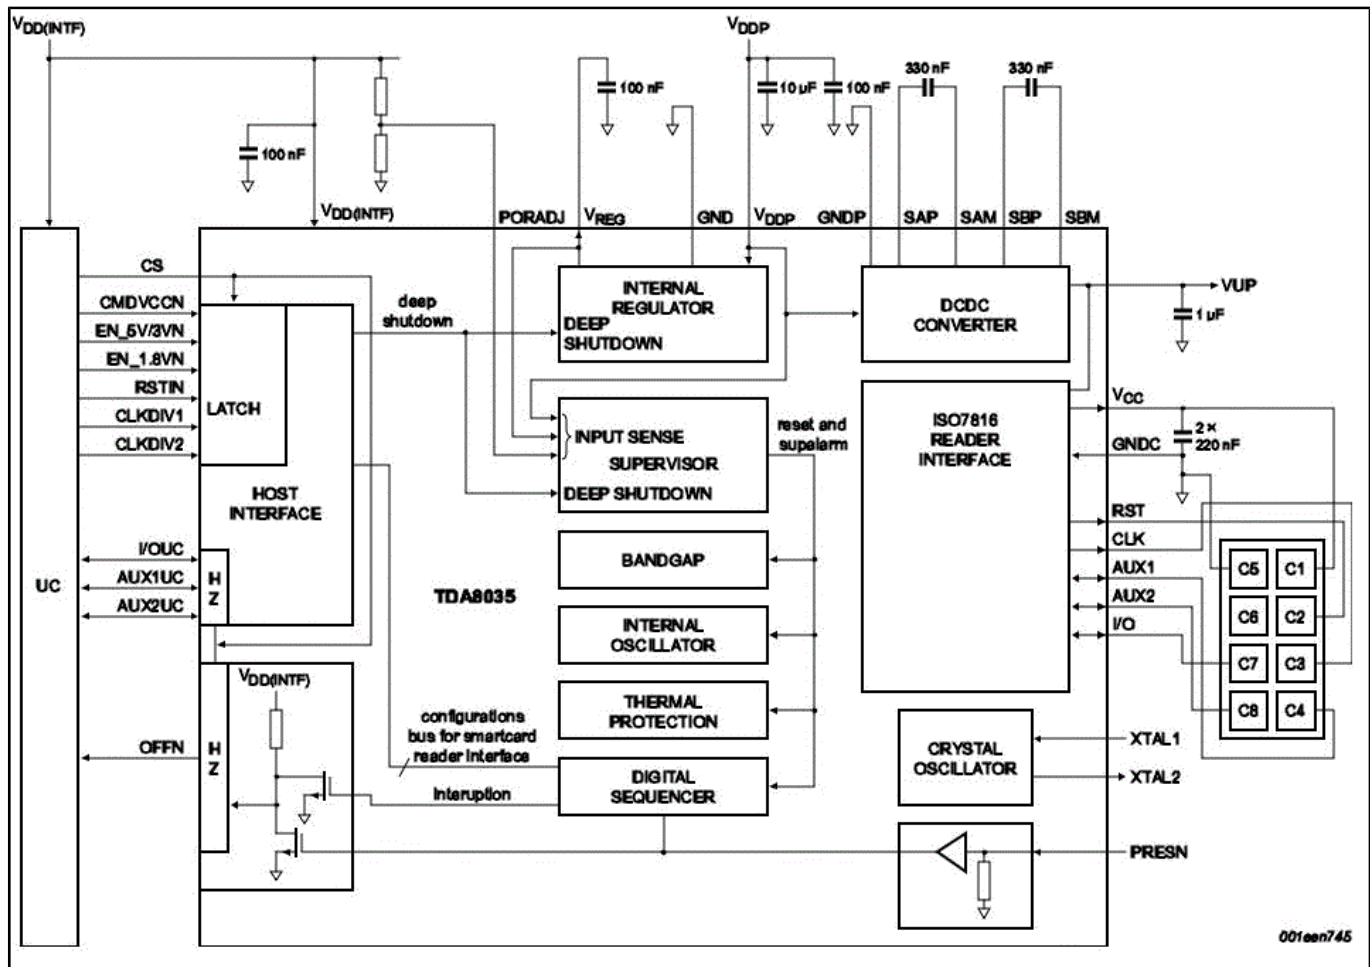 VDD(INTF)
VDDP
330 nF
330 nF
100 nF
10 µF
100 nF
100 nF
VDD(INTF)
PORADJ
VREG
GND
VDDP
GNDP
SAP
SAM
SBP
SBM
CS
CMDVCCN
EN_5V/3VN
EN_1.8VN
RSTIN
CLKDIV1
CLKDIV2
LATCH
HOST
INTERFACE
deep
shutdown
INTERNAL
REGULATOR
DEEP
SHUTDOWN
DCDC
CONVERTER
VUP
1 µF
INPUT SENSE
SUPERVISOR
DEEP SHUTDOWN
reset and
supalarm
ISO7816
READER
INTERFACE
VCC
2 ×
220 nF
GNDC
RST
CLK
AUX1
AUX2
I/O
UC
I/OUC
AUX1UC
AUX2UC
H
Z
TDA8035
BANDGAP
INTERNAL
OSCILLATOR
THERMAL
PROTECTION
DIGITAL
SEQUENCER
C5
C1
C6
C2
C7
C3
C8
C4
VDD(INTF)
OFFN
H
Z
configurations
bus for smartcard
reader interface
Interuption
CRYSTAL
OSCILLATOR
XTAL1
XTAL2
PRESN
001aan745